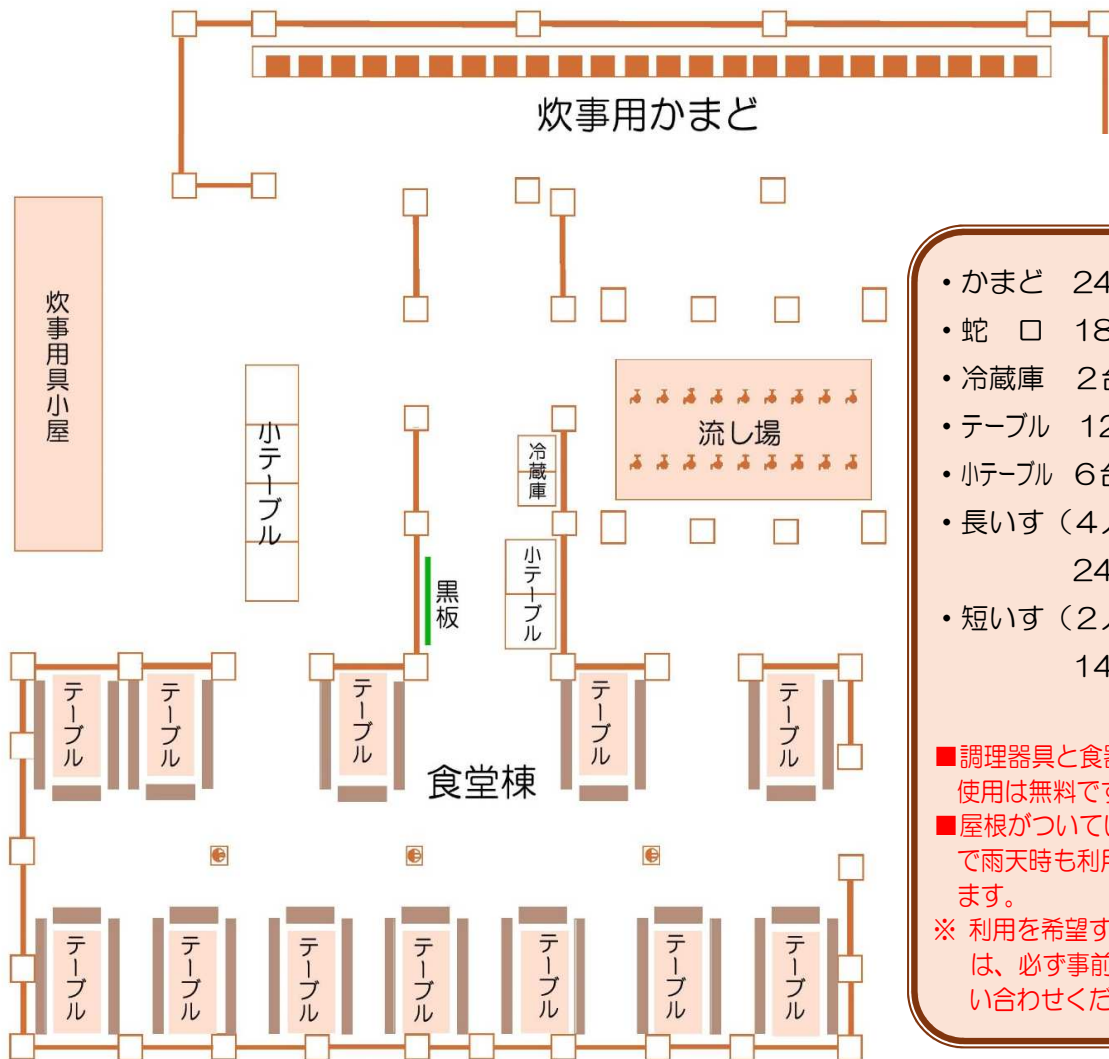 炊事用かまど
炊事用具小屋
小テーブル
冷蔵庫
流し場
小テーブル
黒板
テーブル
テーブル
テーブル
テーブル
テーブル
食堂棟
テーブル
テーブル
テーブル
テーブル
テーブル
テーブル
テーブル
・かまど 24
・蛇 口 18
・冷蔵庫 2台
・テーブル 12
・小テーブル 6台
・長いす（4
24
・短いす（2
14
■調理器具と食器
使用は無料です
■屋根がついてい
で雨天時も利用
ます。
※ 利用を希望す
は、必ず事前
い合わせくだ